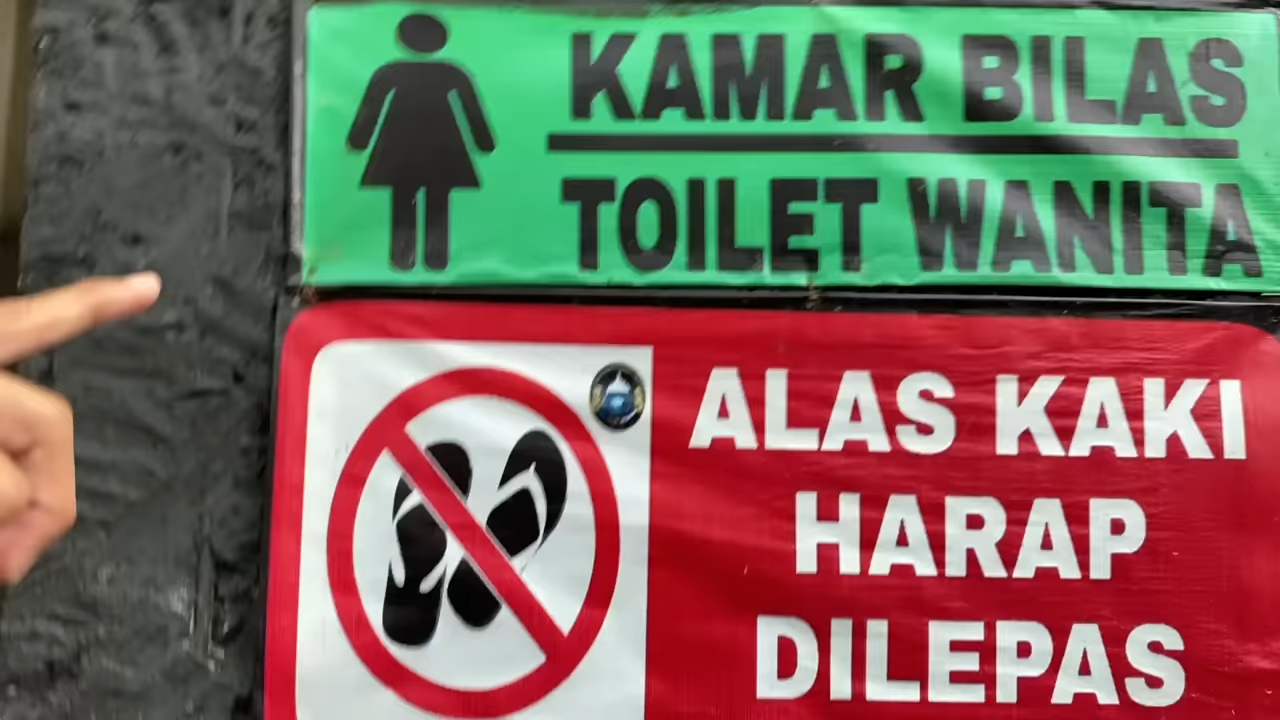 KAMAR BILAS
TOILET WANITA
ALAS KAKI
HARAP
DILEPAS